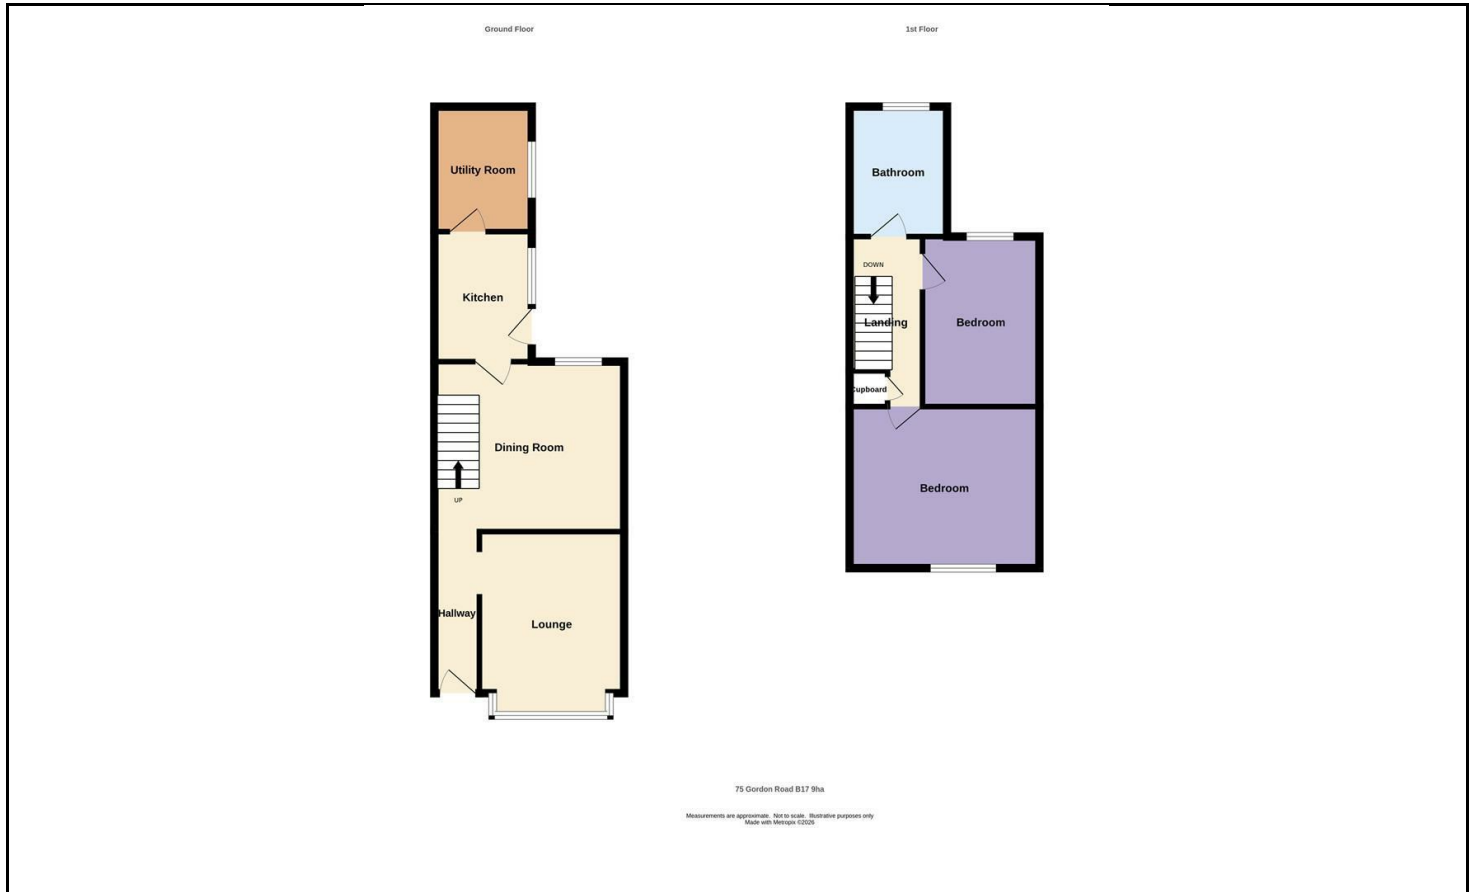 Ground Floor
1st Floor
Utility Room
Kitchen
Dining Room
UP
Hallway
Lounge
Bathroom
DOWN
Landing
Bedroom
Cupboard
Bedroom
75 Gordon Road B17 9ha
Measurements are approximate. Not to scale. Illustrative purposes only
Made with Metropix ©2026